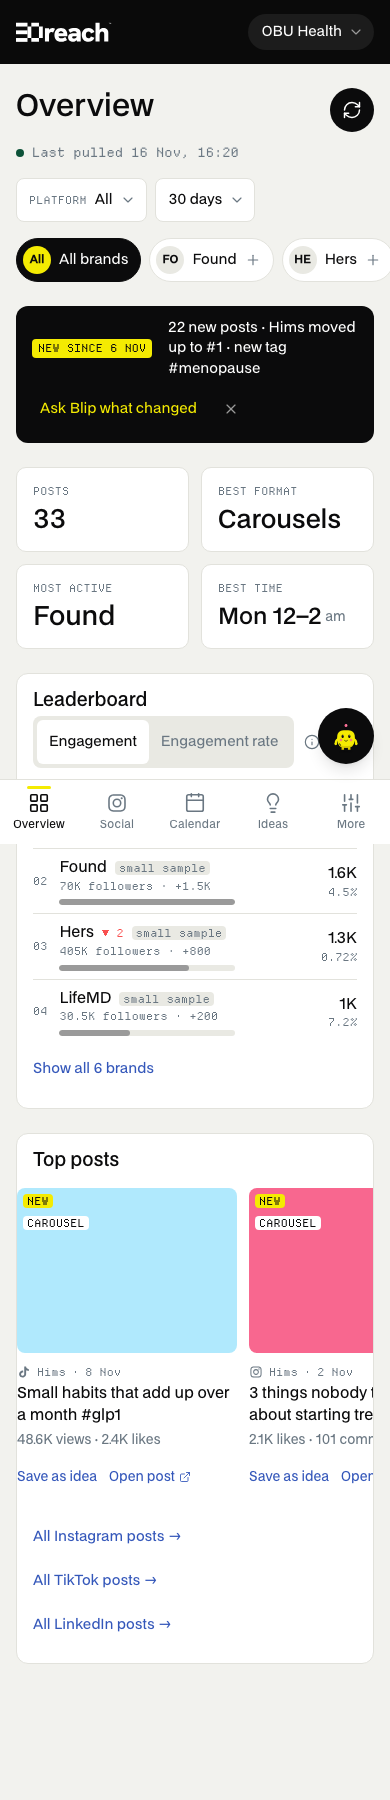 reach
OBU Health
Overview
Last pulled 16 Nov, 16:20
PLATFORM All
30 days
All All brands
FO Found +
HE Hers +
NEW SINCE 6 NOV
22 new posts · Hims moved
up to #1 · new tag
#menopause
Ask Blip what changed
POSTS
33
BEST FORMAT
Carousels
MOST ACTIVE
Found
BEST TIME
Mon 12–2 am
Leaderboard
Engagement
Engagement rate
Overview
Social
Calendar
Ideas
More
02 Found small sample 1.6K
70K followers · +1.5K 4.5%
03 Hers ▼ 2 small sample 1.3K
405K followers · +800 0.72%
04 LifeMD small sample 1K
30.5K followers · +200 7.2%
Show all 6 brands
Top posts
NEW
CAROUSEL
Hims · 8 Nov
Small habits that add up over
a month #glp1
48.6K views · 2.4K likes
Save as idea Open post
NEW
CAROUSEL
Hims · 2 Nov
3 things nobody
about starting
2.1K likes · 101
Save as idea
All Instagram posts →
All TikTok posts →
All LinkedIn posts →